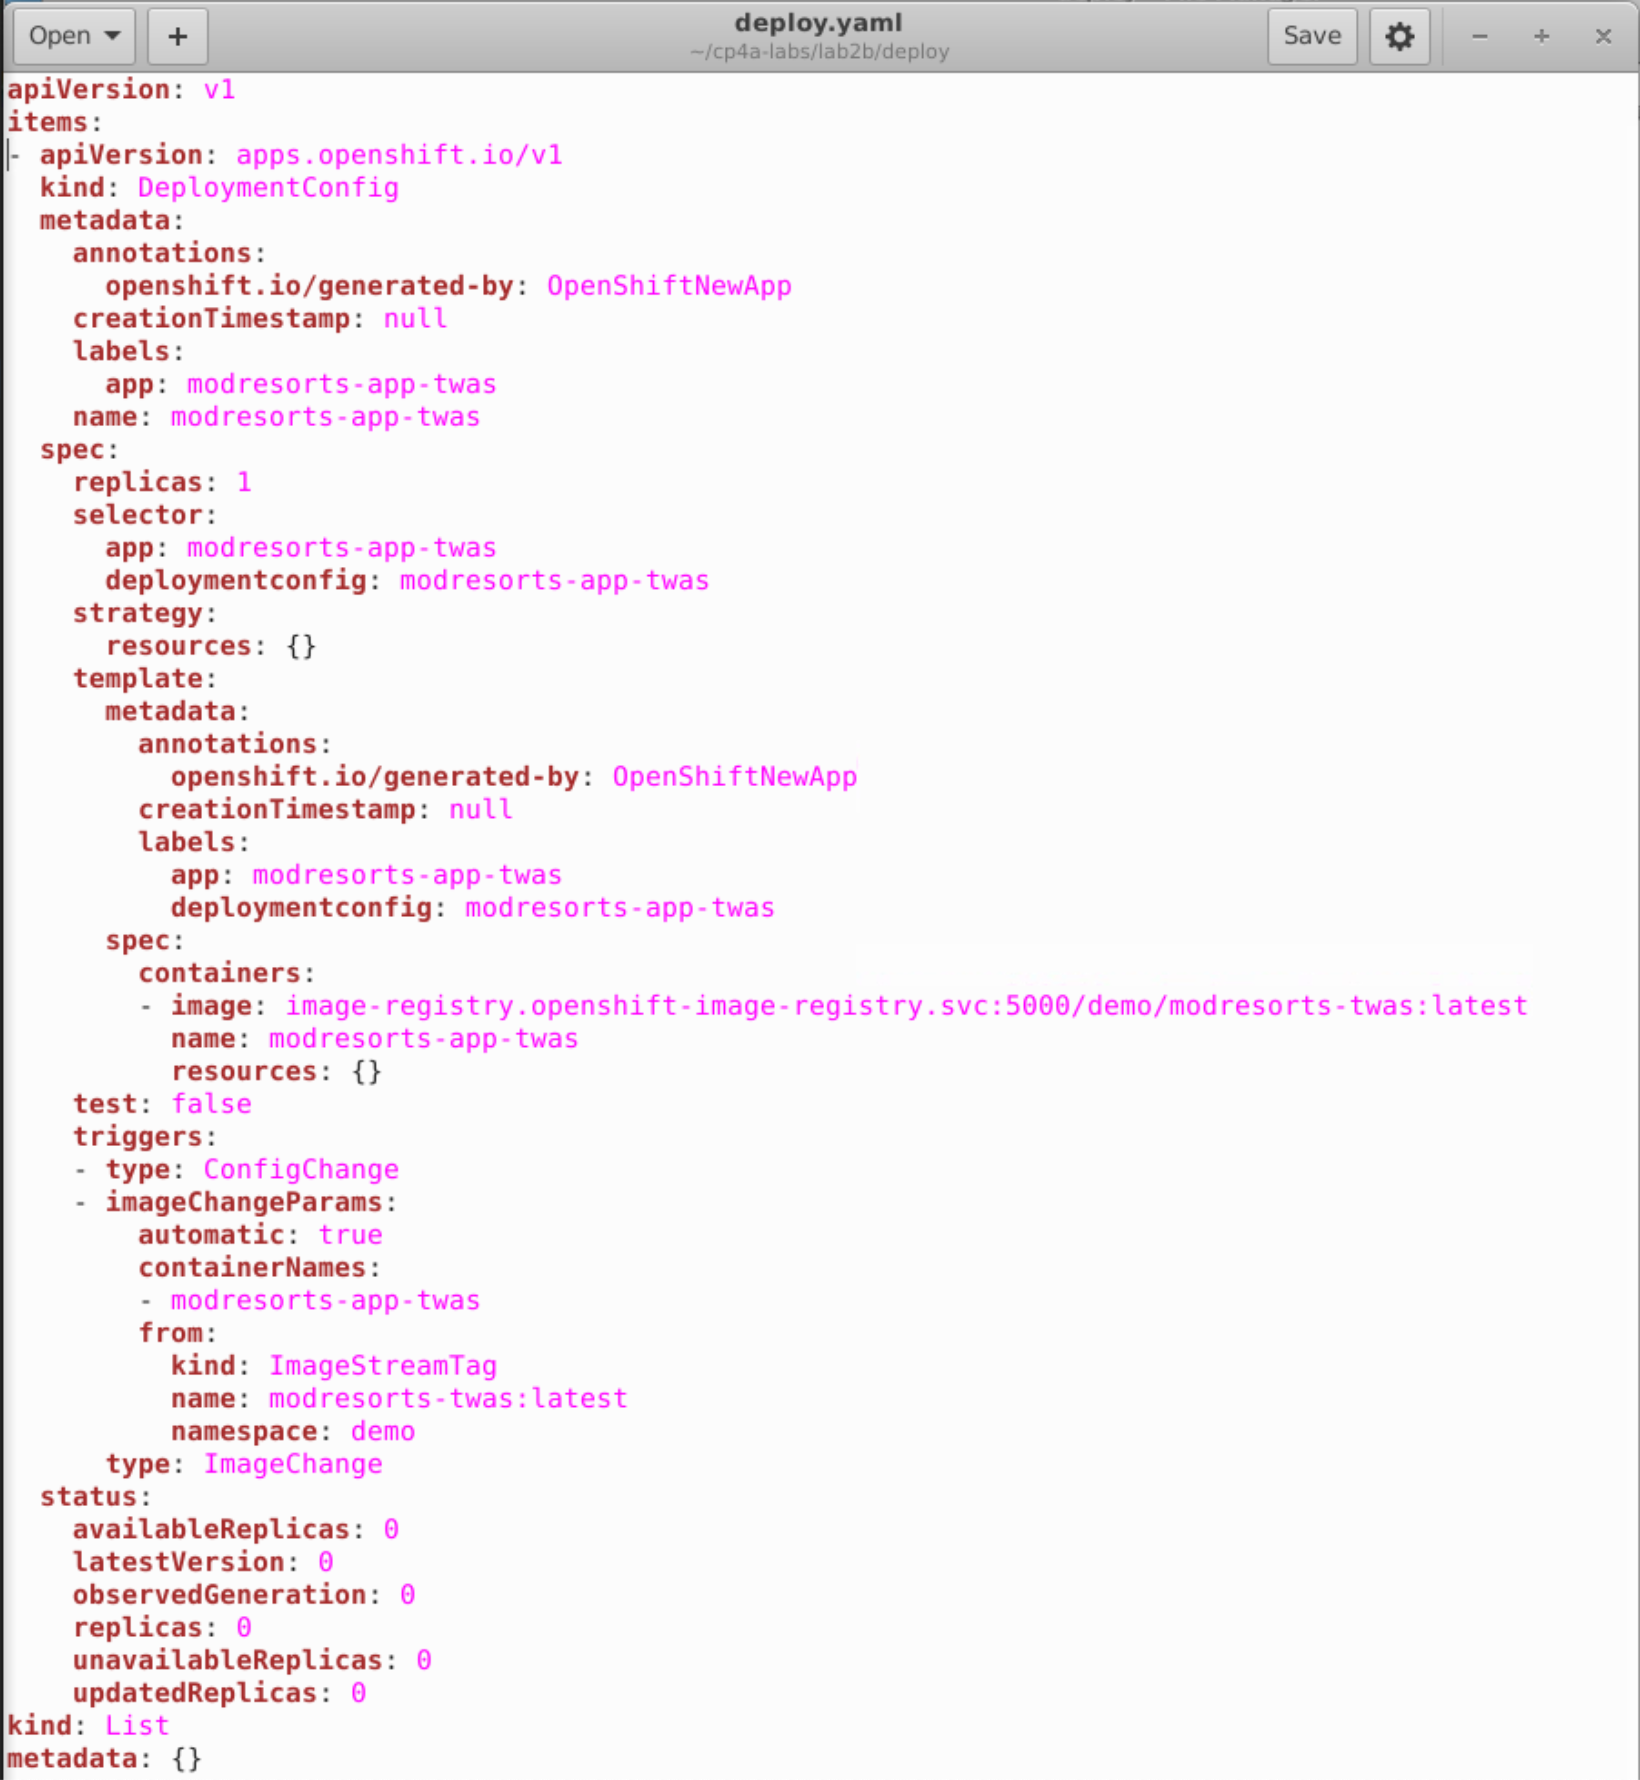 Open
+
deploy.yaml
~/cp4a-labs/lab2b/deploy
Save
apiVersion: v1
items:
- apiVersion: apps.openshift.io/v1
  kind: DeploymentConfig
  metadata:
    annotations:
      openshift.io/generated-by: OpenShiftNewApp
    creationTimestamp: null
    labels:
      app: modresorts-app-twas
    name: modresorts-app-twas
  spec:
    replicas: 1
    selector:
      app: modresorts-app-twas
      deploymentconfig: modresorts-app-twas
    strategy:
      resources: {}
    template:
      metadata:
        annotations:
          openshift.io/generated-by: OpenShiftNewApp
        creationTimestamp: null
        labels:
          app: modresorts-app-twas
          deploymentconfig: modresorts-app-twas
      spec:
        containers:
        - image: image-registry.openshift-image-registry.svc:5000/demo/modresorts-twas:latest
          name: modresorts-app-twas
          resources: {}
    test: false
    triggers:
    - type: ConfigChange
    - imageChangeParams:
        automatic: true
        containerNames:
        - modresorts-app-twas
        from:
          kind: ImageStreamTag
          name: modresorts-twas:latest
          namespace: demo
      type: ImageChange
  status:
    availableReplicas: 0
    latestVersion: 0
    observedGeneration: 0
    replicas: 0
    unavailableReplicas: 0
    updatedReplicas: 0
kind: List
metadata: {}